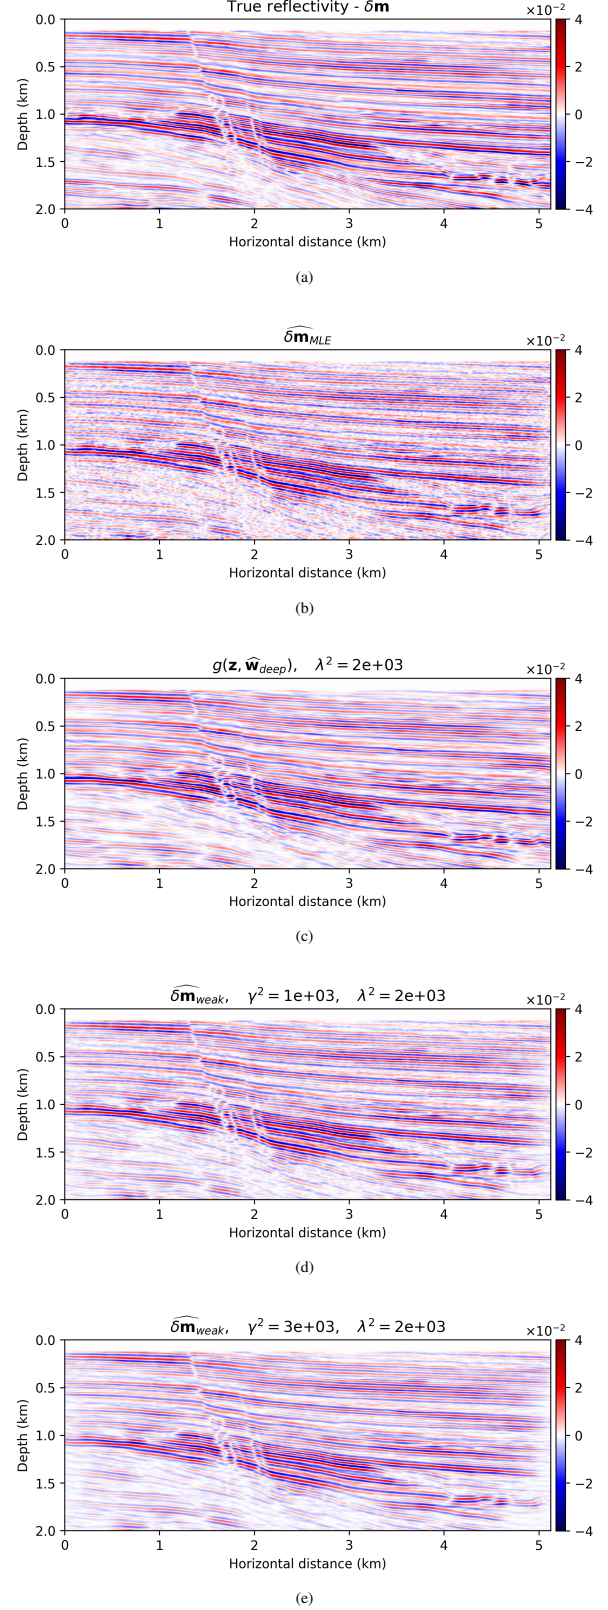 True reflectivity - δm
×10⁻²
0.0
0.5
1.0
1.5
2.0
Depth (km)
0 1 2 3 4 5
Horizontal distance (km)
4
2
0
−2
−4
(a)
δm̂_MLE
×10⁻²
0.0
0.5
1.0
1.5
2.0
Depth (km)
0 1 2 3 4 5
Horizontal distance (km)
4
2
0
−2
−4
(b)
g(z, ŵ_deep), λ² = 2e+03
×10⁻²
0.0
0.5
1.0
1.5
2.0
Depth (km)
0 1 2 3 4 5
Horizontal distance (km)
4
2
0
−2
−4
(c)
δm̂_weak, γ² = 1e+03, λ² = 2e+03
×10⁻²
0.0
0.5
1.0
1.5
2.0
Depth (km)
0 1 2 3 4 5
Horizontal distance (km)
4
2
0
−2
−4
(d)
δm̂_weak, γ² = 3e+03, λ² = 2e+03
×10⁻²
0.0
0.5
1.0
1.5
2.0
Depth (km)
0 1 2 3 4 5
Horizontal distance (km)
4
2
0
−2
−4
(e)